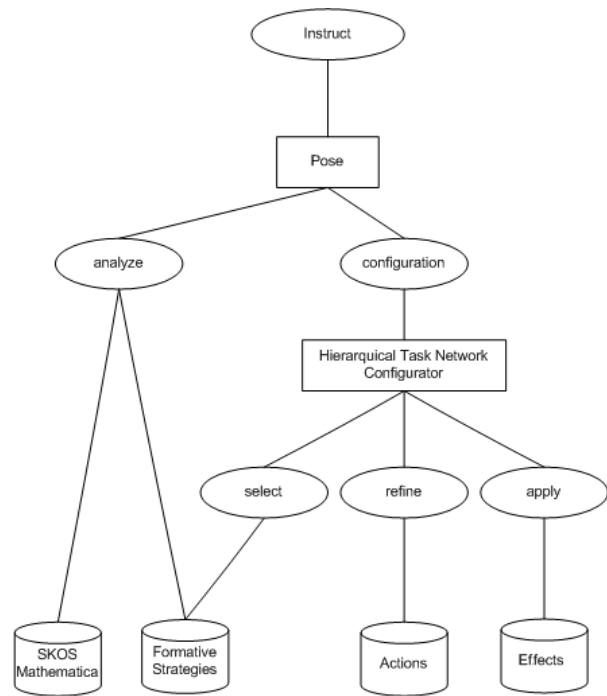 Instruct
Pose
analyze
configuration
Hierarquical Task Network
Configurator
select
refine
apply
SKOS
Mathematica
Formative
Strategies
Actions
Effects